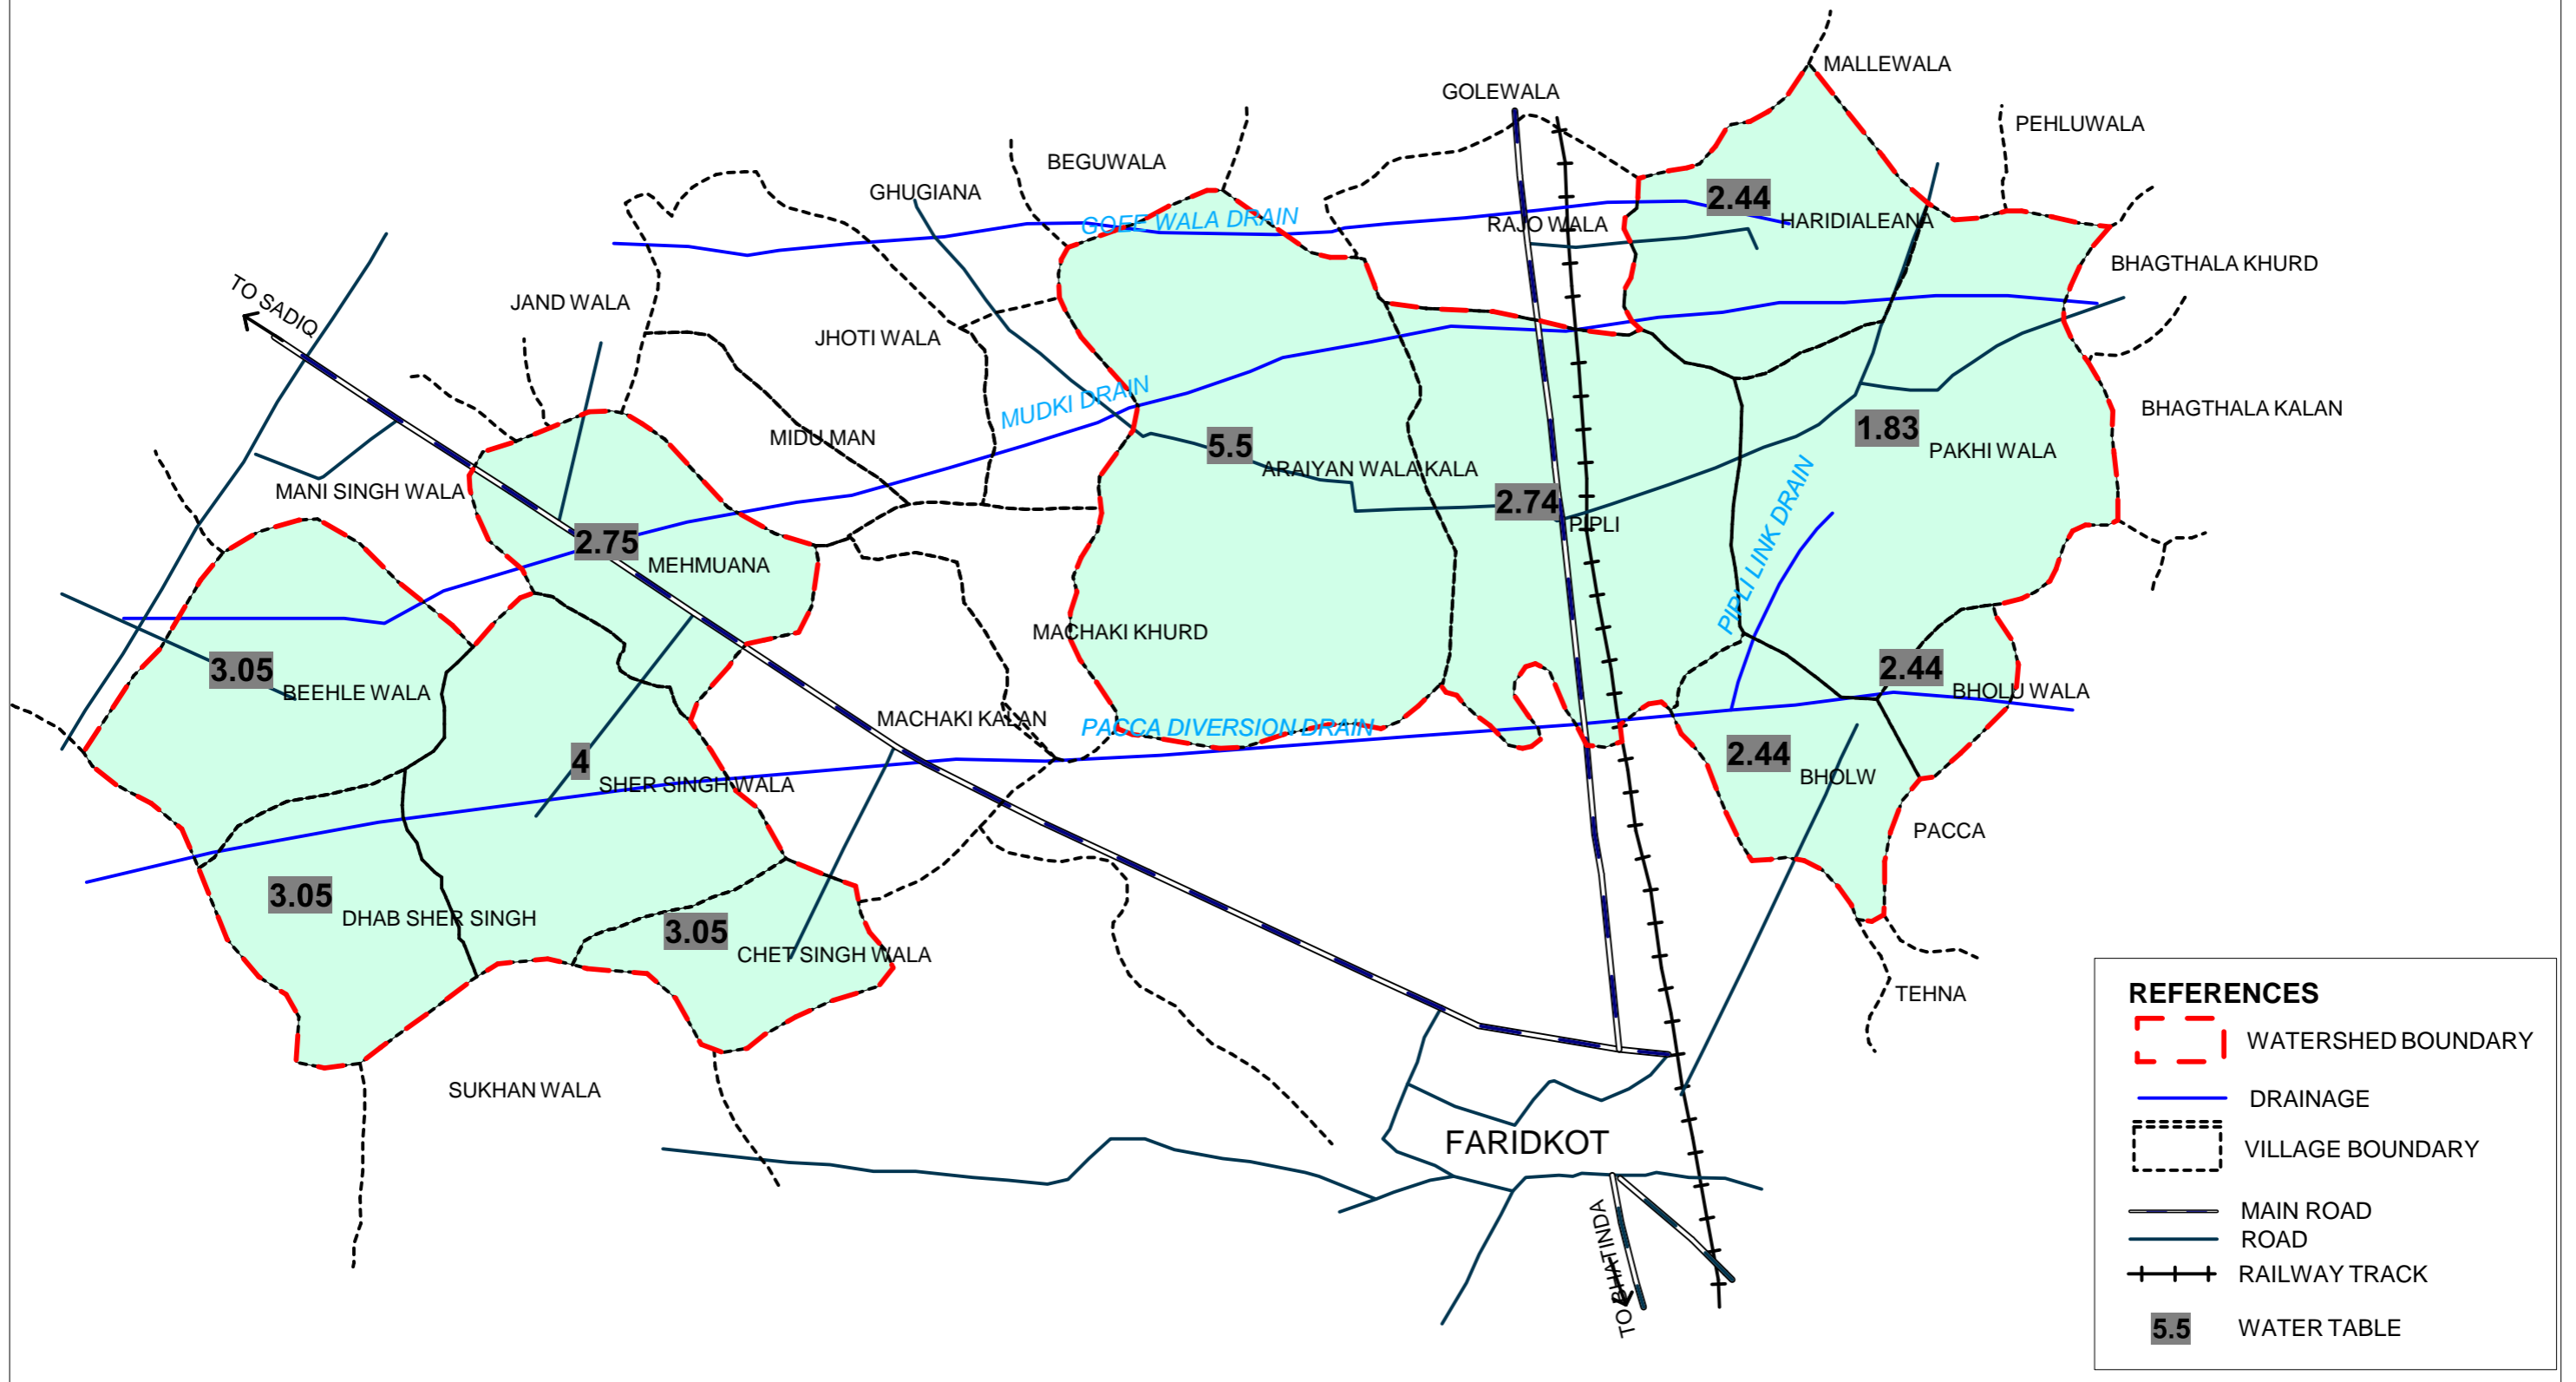 MALLEWALA
GOLEWALA
PEHLUWALA
BEGUWALA
GHUGIANA
2.44
HARIDIALEANA
GOEE WALA DRAIN
RAJO WALA
BHAGTHALA KHURD
TO SADIQ
JAND WALA
JHOTI WALA
MUDKI DRAIN
BHAGTHALA KALAN
1.83
PAKHI WALA
MIDU MAN
5.5
ARAIYAN WALA KALA
MANI SINGH WALA
2.74
PIPLI
PIPLI LINK DRAIN
2.75
MEHMUANA
MACHAKI KHURD
3.05
BEEHLE WALA
2.44
BHOLU WALA
MACHAKI KALAN
PACCA DIVERSION DRAIN
4
SHER SINGH WALA
2.44
BHOLW
PACCA
3.05
DHAB SHER SINGH
3.05
CHET SINGH WALA
TEHNA
SUKHAN WALA
FARIDKOT
TO BHATINDA
REFERENCES
WATERSHED BOUNDARY
DRAINAGE
VILLAGE BOUNDARY
MAIN ROAD
ROAD
RAILWAY TRACK
5.5
WATER TABLE